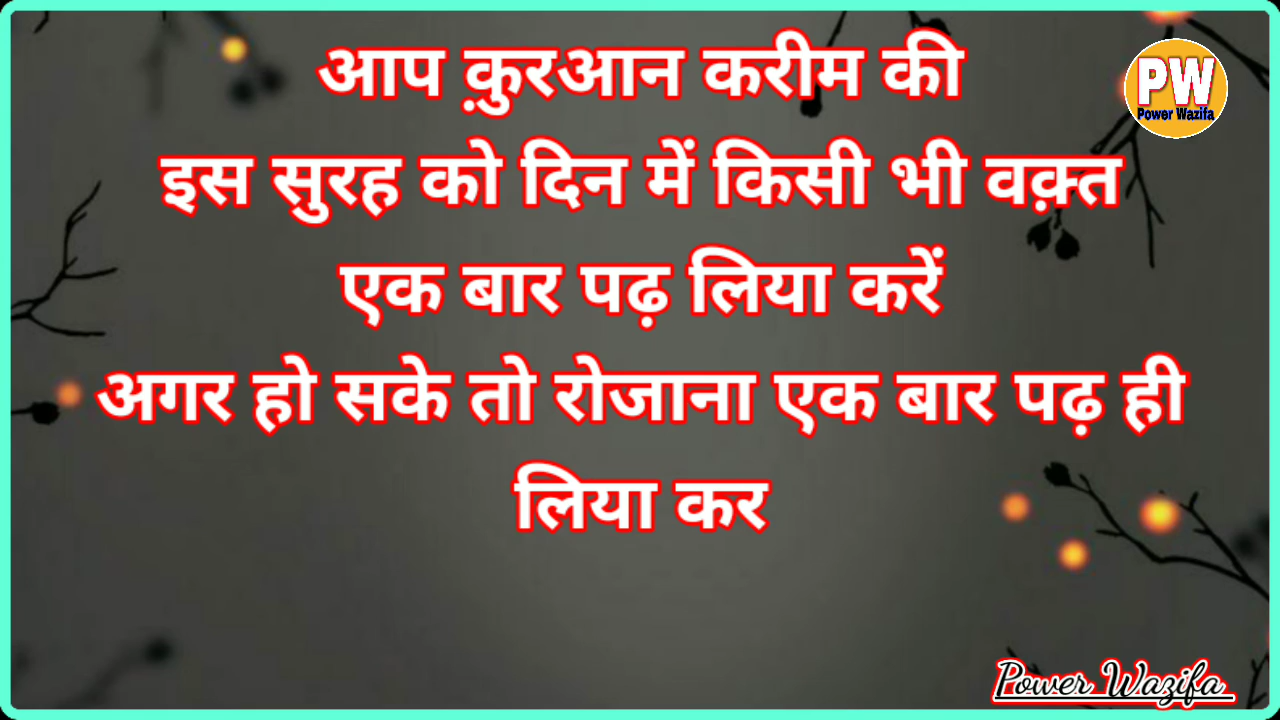 आप क़ुरआन करीम की
PW
Power Wazifa
इस सुरह को दिन में किसी भी वक़्त
एक बार पढ़ लिया करें
अगर हो सके तो रोजाना एक बार पढ़ ही
लिया कर
Power Wazifa